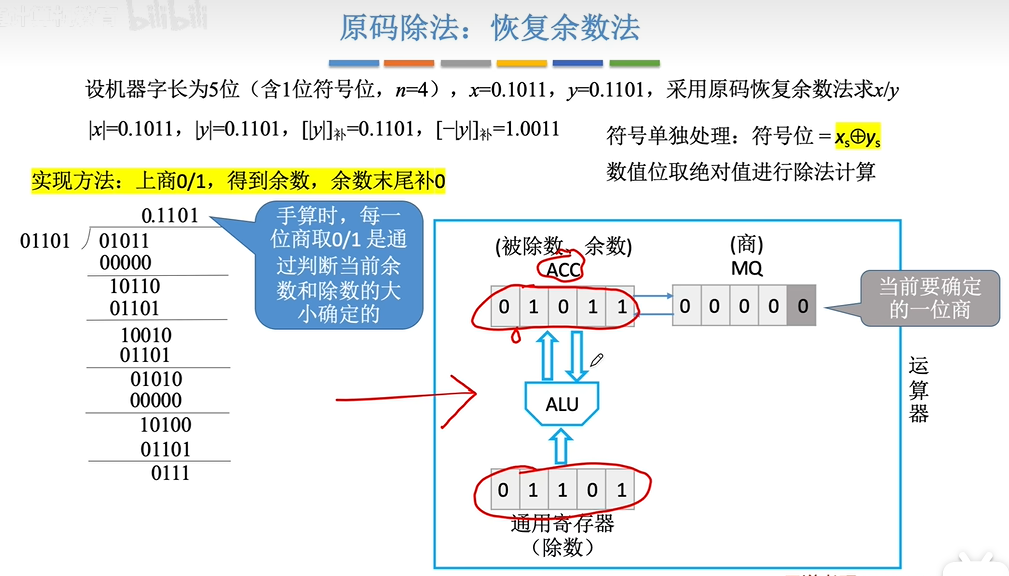 bilibili
原码除法：恢复余数法
设机器字长为5位（含1位符号位，n=4），x=0.1011，y=0.1101，采用原码恢复余数法求x/y
|x|=0.1011，|y|=0.1101，[|y|]补=0.1101，[−|y|]补=1.0011
符号单独处理：符号位 = xs⊕ys
数值位取绝对值进行除法计算
实现方法：上商0/1，得到余数，余数末尾补0
0.1101
01101
01011
00000
10110
01101
10010
01101
01010
00000
10100
01101
0111
手算时，每一
位商取0/1 是通
过判断当前余
数和除数的大
小确定的
(被除数、余数)
ACC
0 1 0 1 1
(商)
MQ
0 0 0 0 0
当前要确定
的一位商
ALU
0 1 1 0 1
通用寄存器
（除数）
运算器